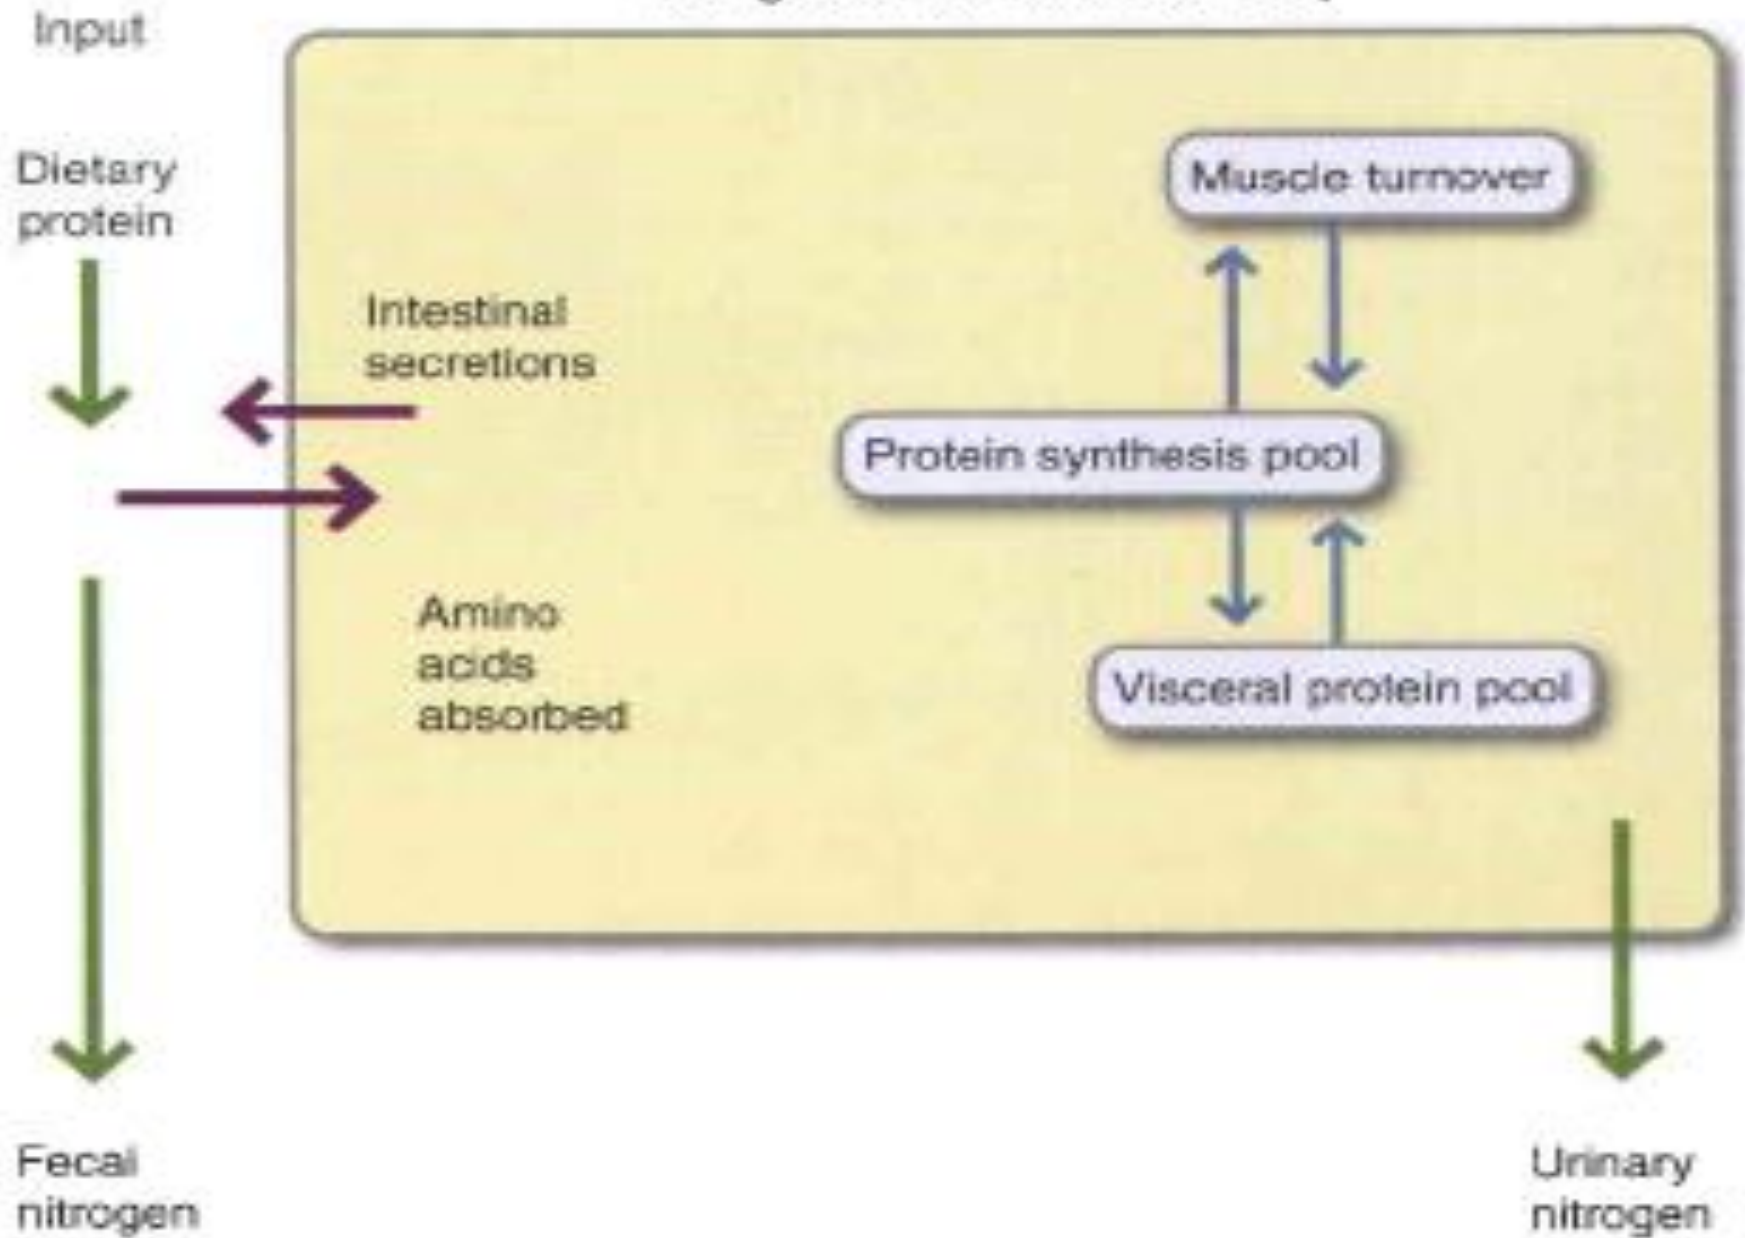 Input
Dietary
protein
Intestinal
secretions
Amino
acids
absorbed
Muscle turnover
Protein synthesis pool
Visceral protein pool
Fecal
nitrogen
Urinary
nitrogen